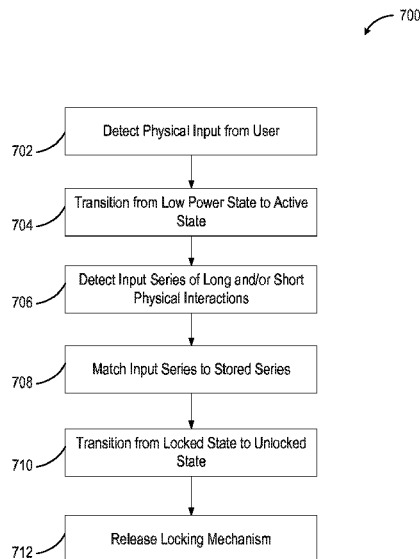 700
702
Detect Physical Input from User
704
Transition from Low Power State to Active
State
706
Detect Input Series of Long and/or Short
Physical Interactions
708
Match Input Series to Stored Series
710
Transition from Locked State to Unlocked
State
712
Release Locking Mechanism